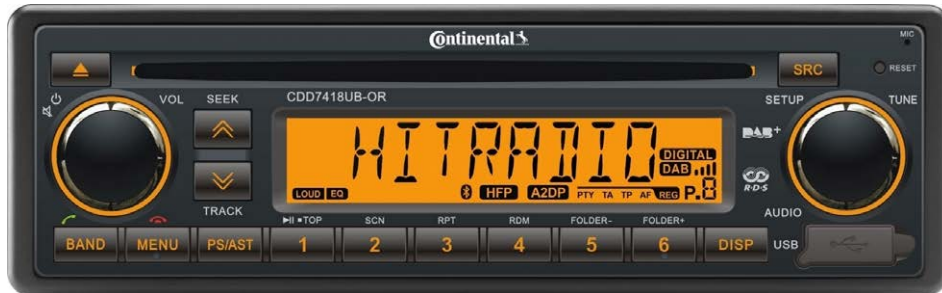 Continental
MIC
SRC
RESET
VOL
SEEK
CDD7418UB-OR
SETUP
TUNE
HITRADIO
DIGITAL
DAB
DAB+
LOUD EQ
HFP A2DP PTY TA TP AF REG P.8
R·D·S
TRACK
AUDIO
▶II ■TOP SCN RPT RDM FOLDER- FOLDER+
BAND MENU PS/AST 1 2 3 4 5 6 DISP USB